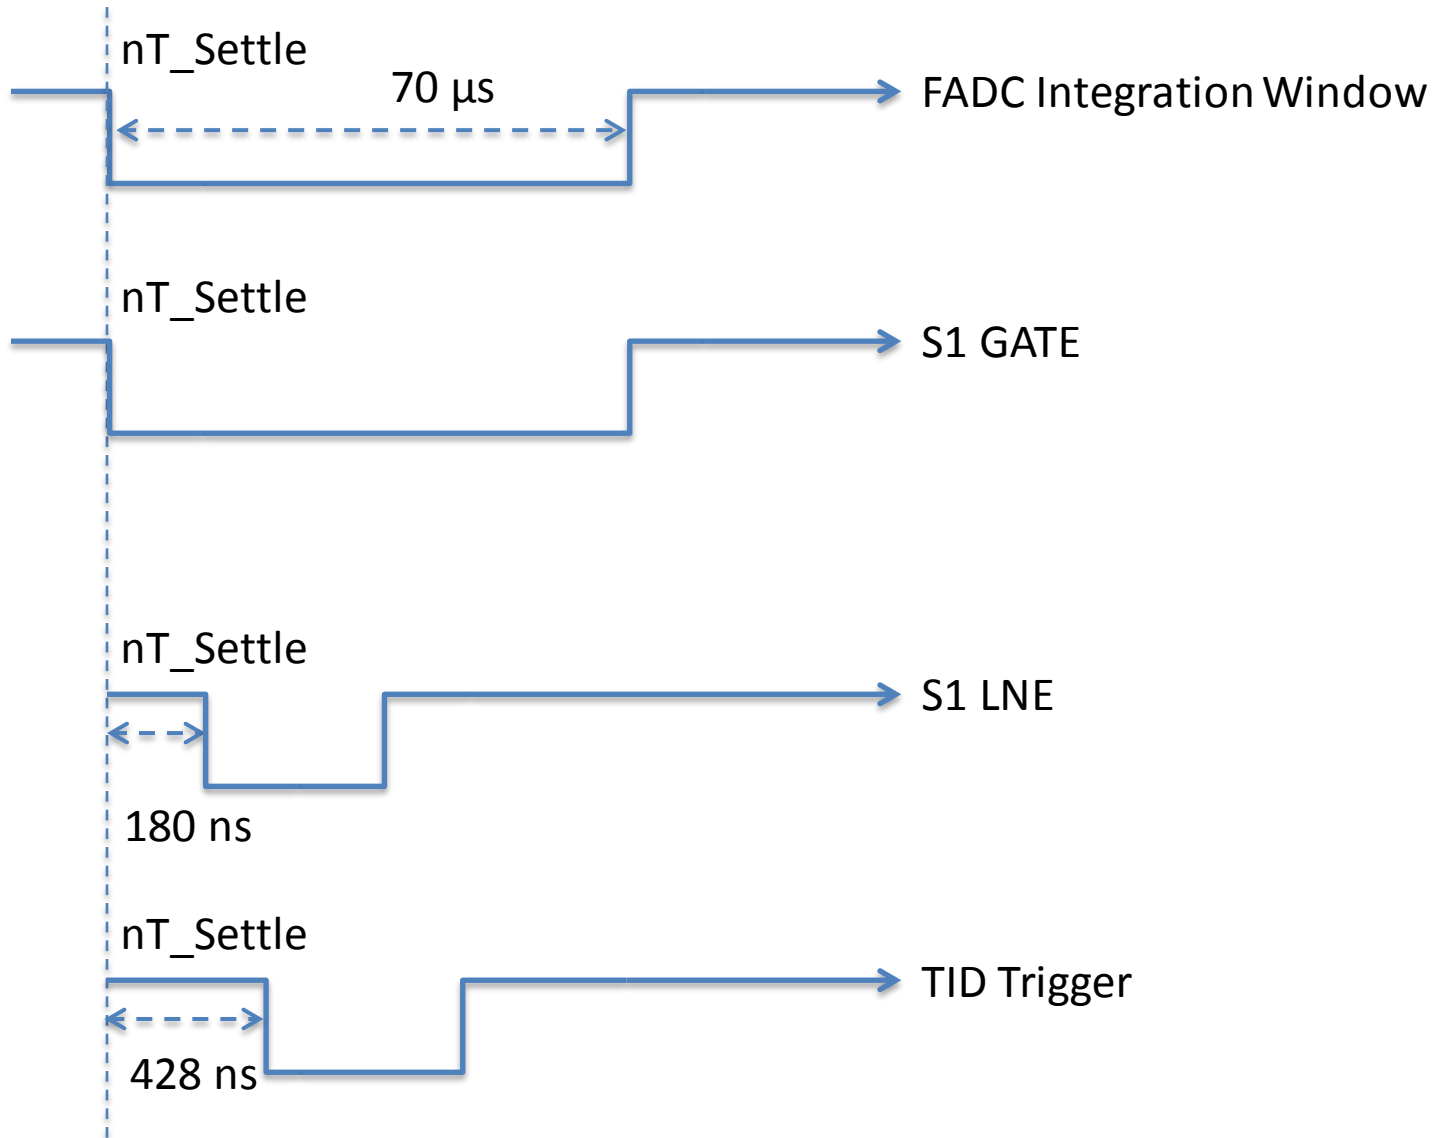 nT_Settle
70 µs
FADC Integration Window
nT_Settle
S1 GATE
nT_Settle
S1 LNE
180 ns
nT_Settle
TID Trigger
428 ns